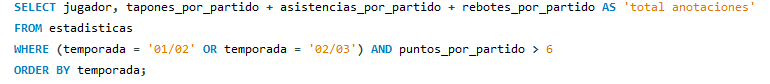 SELECT jugador, tapones_por_partido + asistencias_por_partido + rebotes_por_partido AS 'total anotaciones'
FROM estadisticas
WHERE (temporada = '01/02' OR temporada = '02/03') AND puntos_por_partido > 6
ORDER BY temporada;